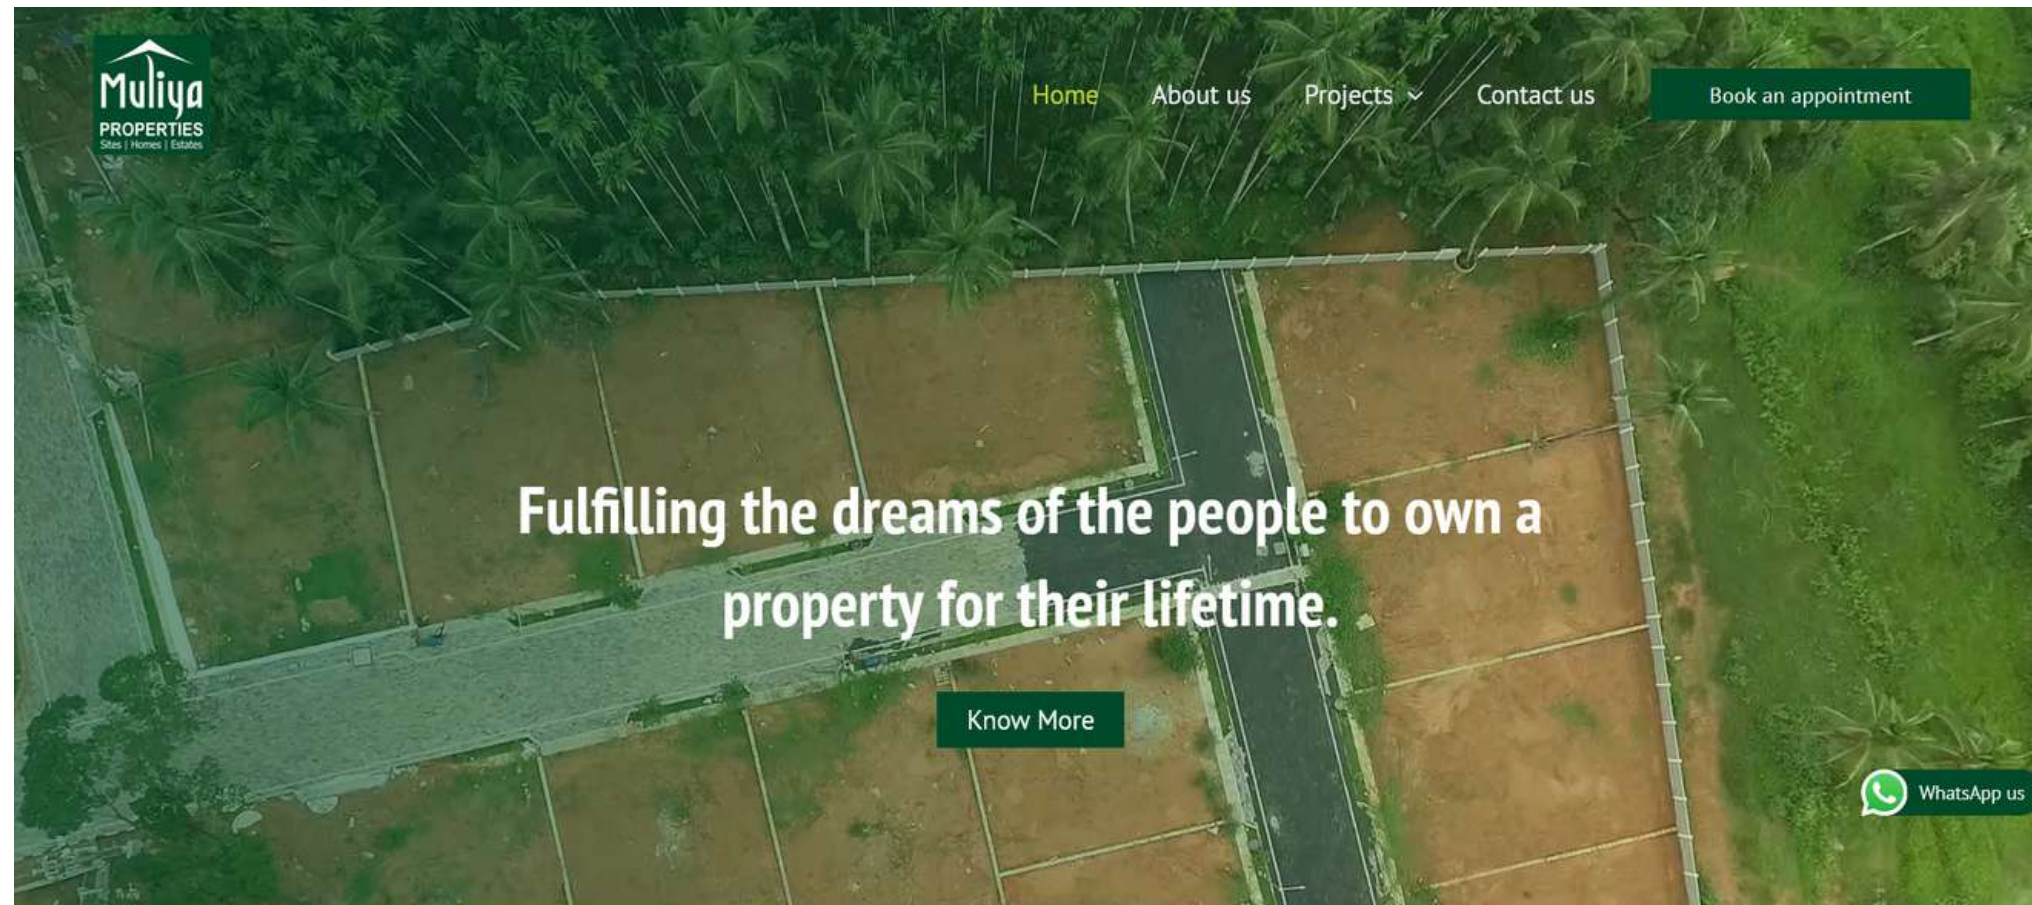 Muliya
PROPERTIES
Sites | Homes | Estates
Home
About us
Projects
Contact us
Book an appointment
Fulfilling the dreams of the people to own a
property for their lifetime.
Know More
WhatsApp us